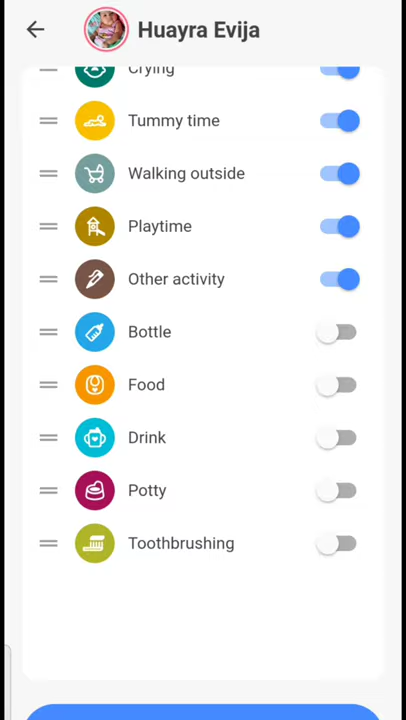 Huayra Evija
Crying
Tummy time
Walking outside
Playtime
Other activity
Bottle
Food
Drink
Potty
Toothbrushing